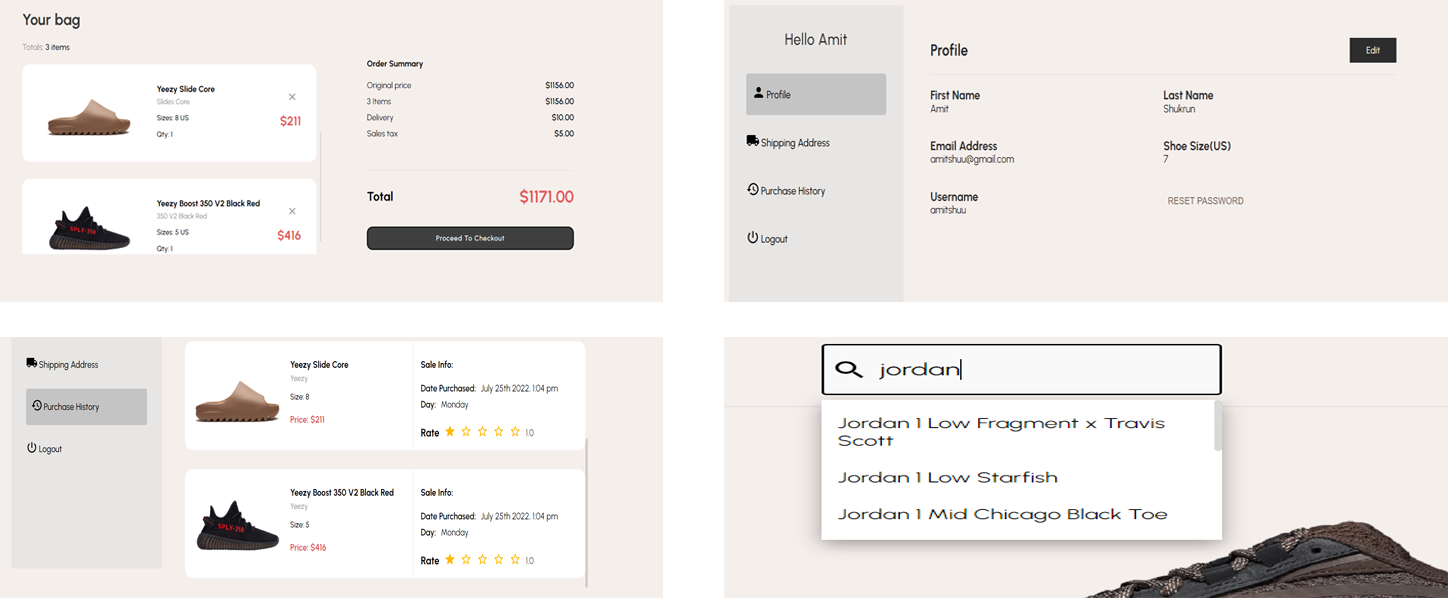 Your bag
Totals: 3 items
Yeezy Slide Core
Slides Core
Sizes: 8 US
Qty: 1
$211
Yeezy Boost 350 V2 Black Red
350 V2 Black Red
Sizes: 5 US
Qty: 1
$416
SPLY-350
Order Summary
Original price $1156.00
3 Items $1156.00
Delivery $10.00
Sales tax $5.00
Total $1171.00
Proceed To Checkout
Hello Amit
Profile
Shipping Address
Purchase History
Logout
Profile
Edit
First Name
Amit
Last Name
Shukrun
Email Address
amitshuu@gmail.com
Shoe Size(US)
7
Username
amitshuu
RESET PASSWORD
Shipping Address
Purchase History
Logout
Yeezy Slide Core
Yeezy
Size: 8
Price: $211
Sale Info:
Date Purchased: July 25th 2022, 1:04 pm
Day: Monday
Rate 1.0
SPLY-350
Yeezy Boost 350 V2 Black Red
Yeezy
Size: 5
Price: $416
Sale Info:
Date Purchased: July 25th 2022, 1:04 pm
Day: Monday
Rate 1.0
jordan
Jordan 1 Low Fragment x Travis
Scott
Jordan 1 Low Starfish
Jordan 1 Mid Chicago Black Toe